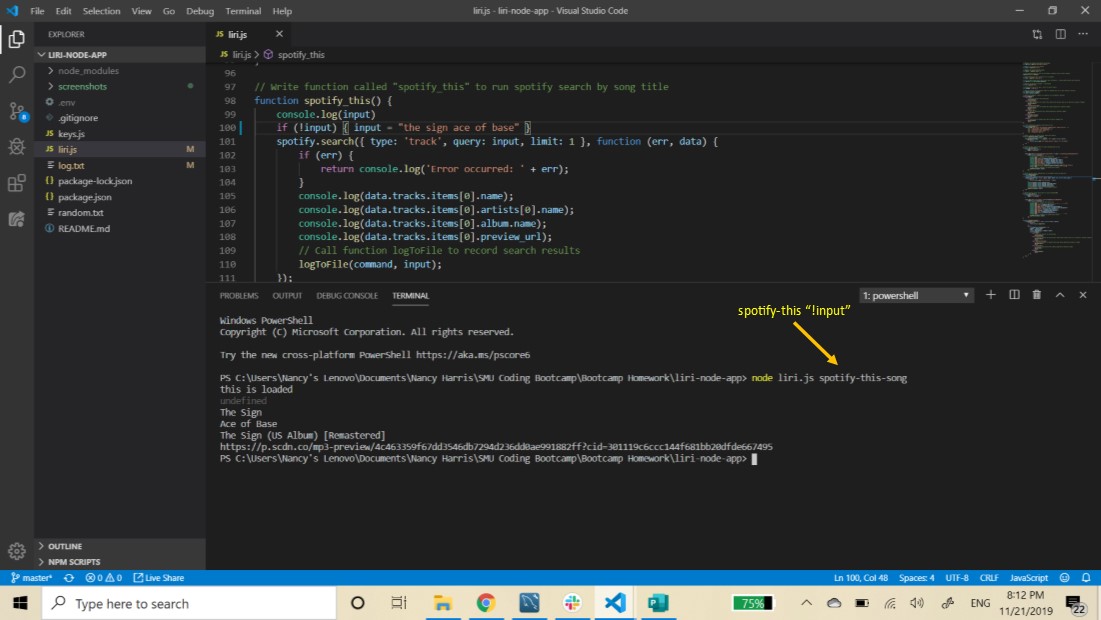 File Edit Selection View Go Debug Terminal Help
liri.js - liri-node-app - Visual Studio Code
EXPLORER
LIRI-NODE-APP
node_modules
screenshots
.env
.gitignore
JS keys.js
JS liri.js M
log.txt M
{} package-lock.json
{} package.json
random.txt
README.md
OUTLINE
NPM SCRIPTS
JS liri.js
JS liri.js > spotify_this
96 }
97 // Write function called "spotify_this" to run spotify search by song title
98 function spotify_this() {
99 console.log(input)
100 if (!input) { input = "the sign ace of base" }
101 spotify.search({ type: 'track', query: input, limit: 1 }, function (err, data) {
102 if (err) {
103 return console.log('Error occurred: ' + err);
104 }
105 console.log(data.tracks.items[0].name);
106 console.log(data.tracks.items[0].artists[0].name);
107 console.log(data.tracks.items[0].album.name);
108 console.log(data.tracks.items[0].preview_url);
109 // Call function logToFile to record search results
110 logToFile(command, input);
111 });
PROBLEMS OUTPUT DEBUG CONSOLE TERMINAL
1: powershell
spotify-this “!input”
Windows PowerShell
Copyright (C) Microsoft Corporation. All rights reserved.
Try the new cross-platform PowerShell https://aka.ms/pscore6
PS C:\Users\Nancy's Lenovo\Documents\Nancy Harris\SMU Coding Bootcamp\Bootcamp Homework\liri-node-app> node liri.js spotify-this-song
this is loaded
undefined
The Sign
Ace of Base
The Sign (US Album) [Remastered]
https://p.scdn.co/mp3-preview/4c463359f67dd3546db7294d236dd0ae991882ff?cid=301119c6ccc144f681bb20dfde667495
PS C:\Users\Nancy's Lenovo\Documents\Nancy Harris\SMU Coding Bootcamp\Bootcamp Homework\liri-node-app>
master* 0 0 Live Share
Ln 100, Col 48 Spaces: 4 UTF-8 CRLF JavaScript
Type here to search
75%
ENG
8:12 PM
11/21/2019
22